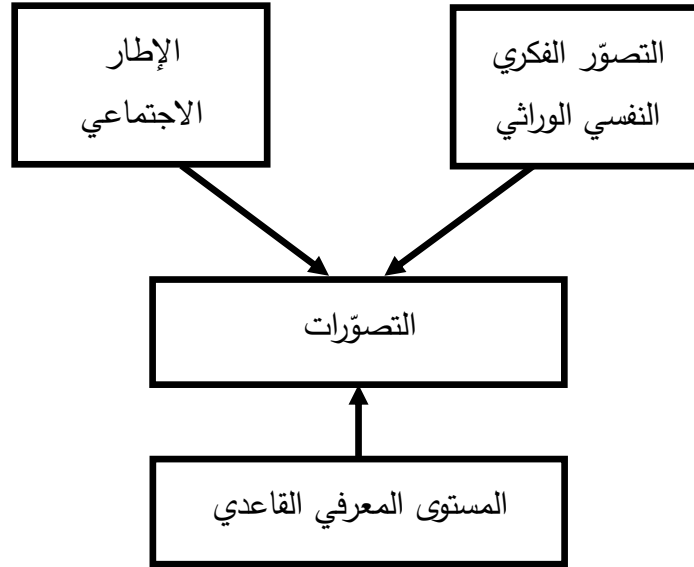 التصوّر الفكري
النفسي الوراثي
الإطار
الاجتماعي
التصوّرات
المستوى المعرفي القاعدي